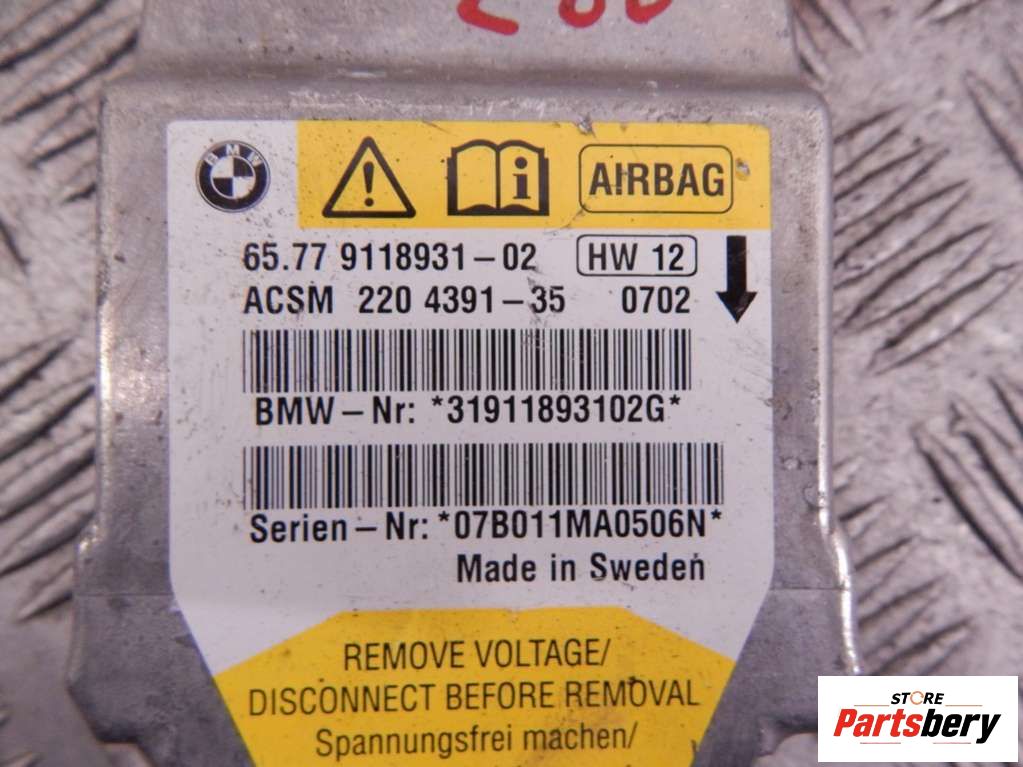 BMW
AIRBAG
65.77 9118931-02 HW 12
ACSM 220 4391-35 0702
BMW-Nr: *31911893102G*
Serien-Nr: *07B011MA0506N*
Made in Sweden
REMOVE VOLTAGE/
DISCONNECT BEFORE REMOVAL
Spannungsfrei machen/
STORE
Partsbery